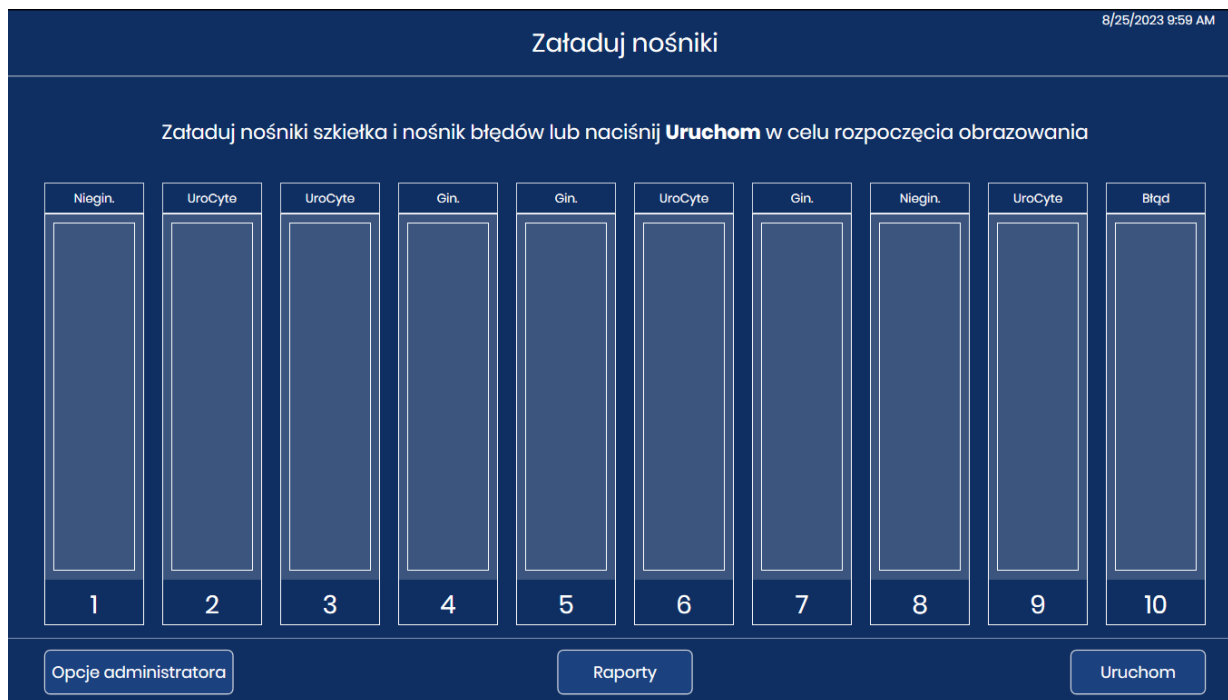 8/25/2023 9:59 AM
Załaduj nośniki
Załaduj nośniki szkiełka i nośnik błędów lub naciśnij Uruchom w celu rozpoczęcia obrazowania
Niegin. UroCyte UroCyte Gin. Gin. UroCyte Gin. Niegin. UroCyte Błąd
1 2 3 4 5 6 7 8 9 10
Opcje administratora Raporty Uruchom